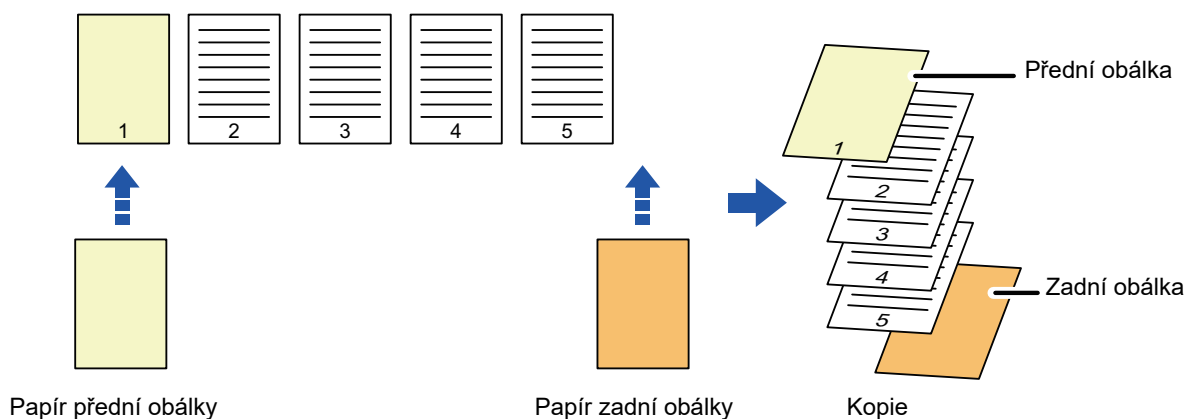 1 2 3 4 5
Přední obálka
1
2
3
4
5
Zadní obálka
Papír přední obálky Papír zadní obálky Kopie